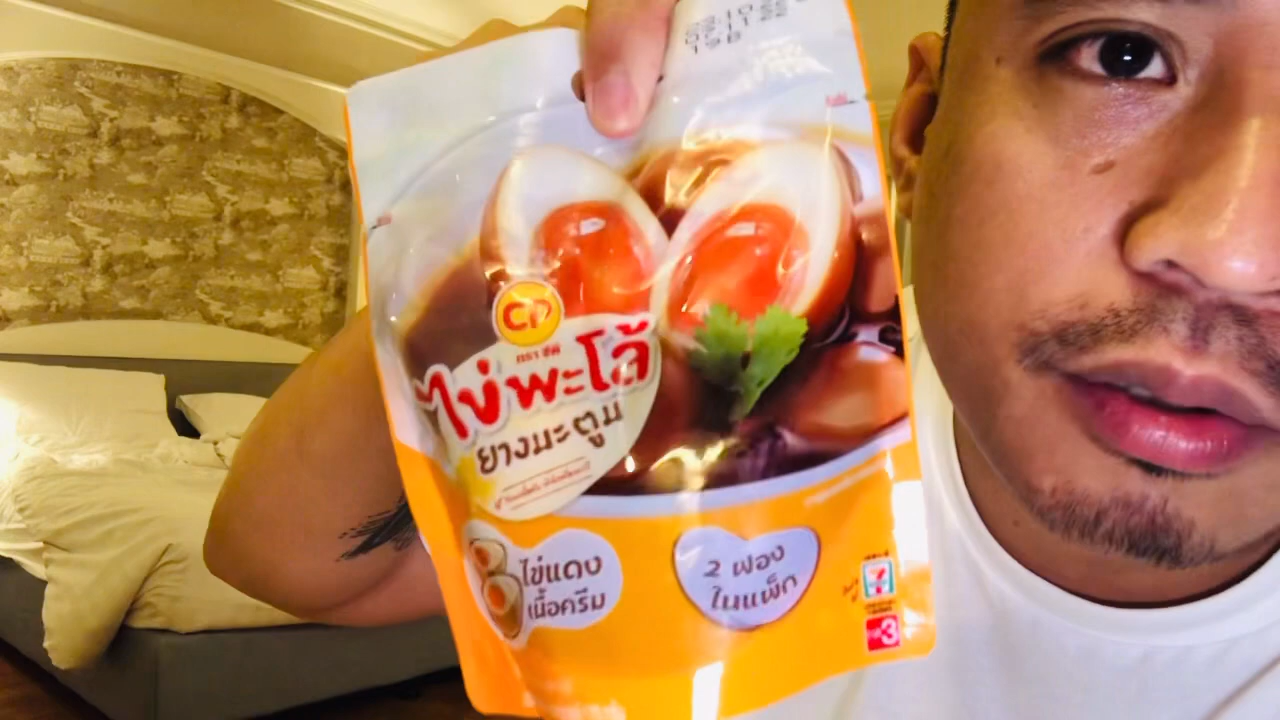 CP
ตรา ซีพี
ไข่พะโล้
ยางมะตูม
ไข่แดง
เนื้อครีม
2 ฟอง
ในแพ็ก
7
3